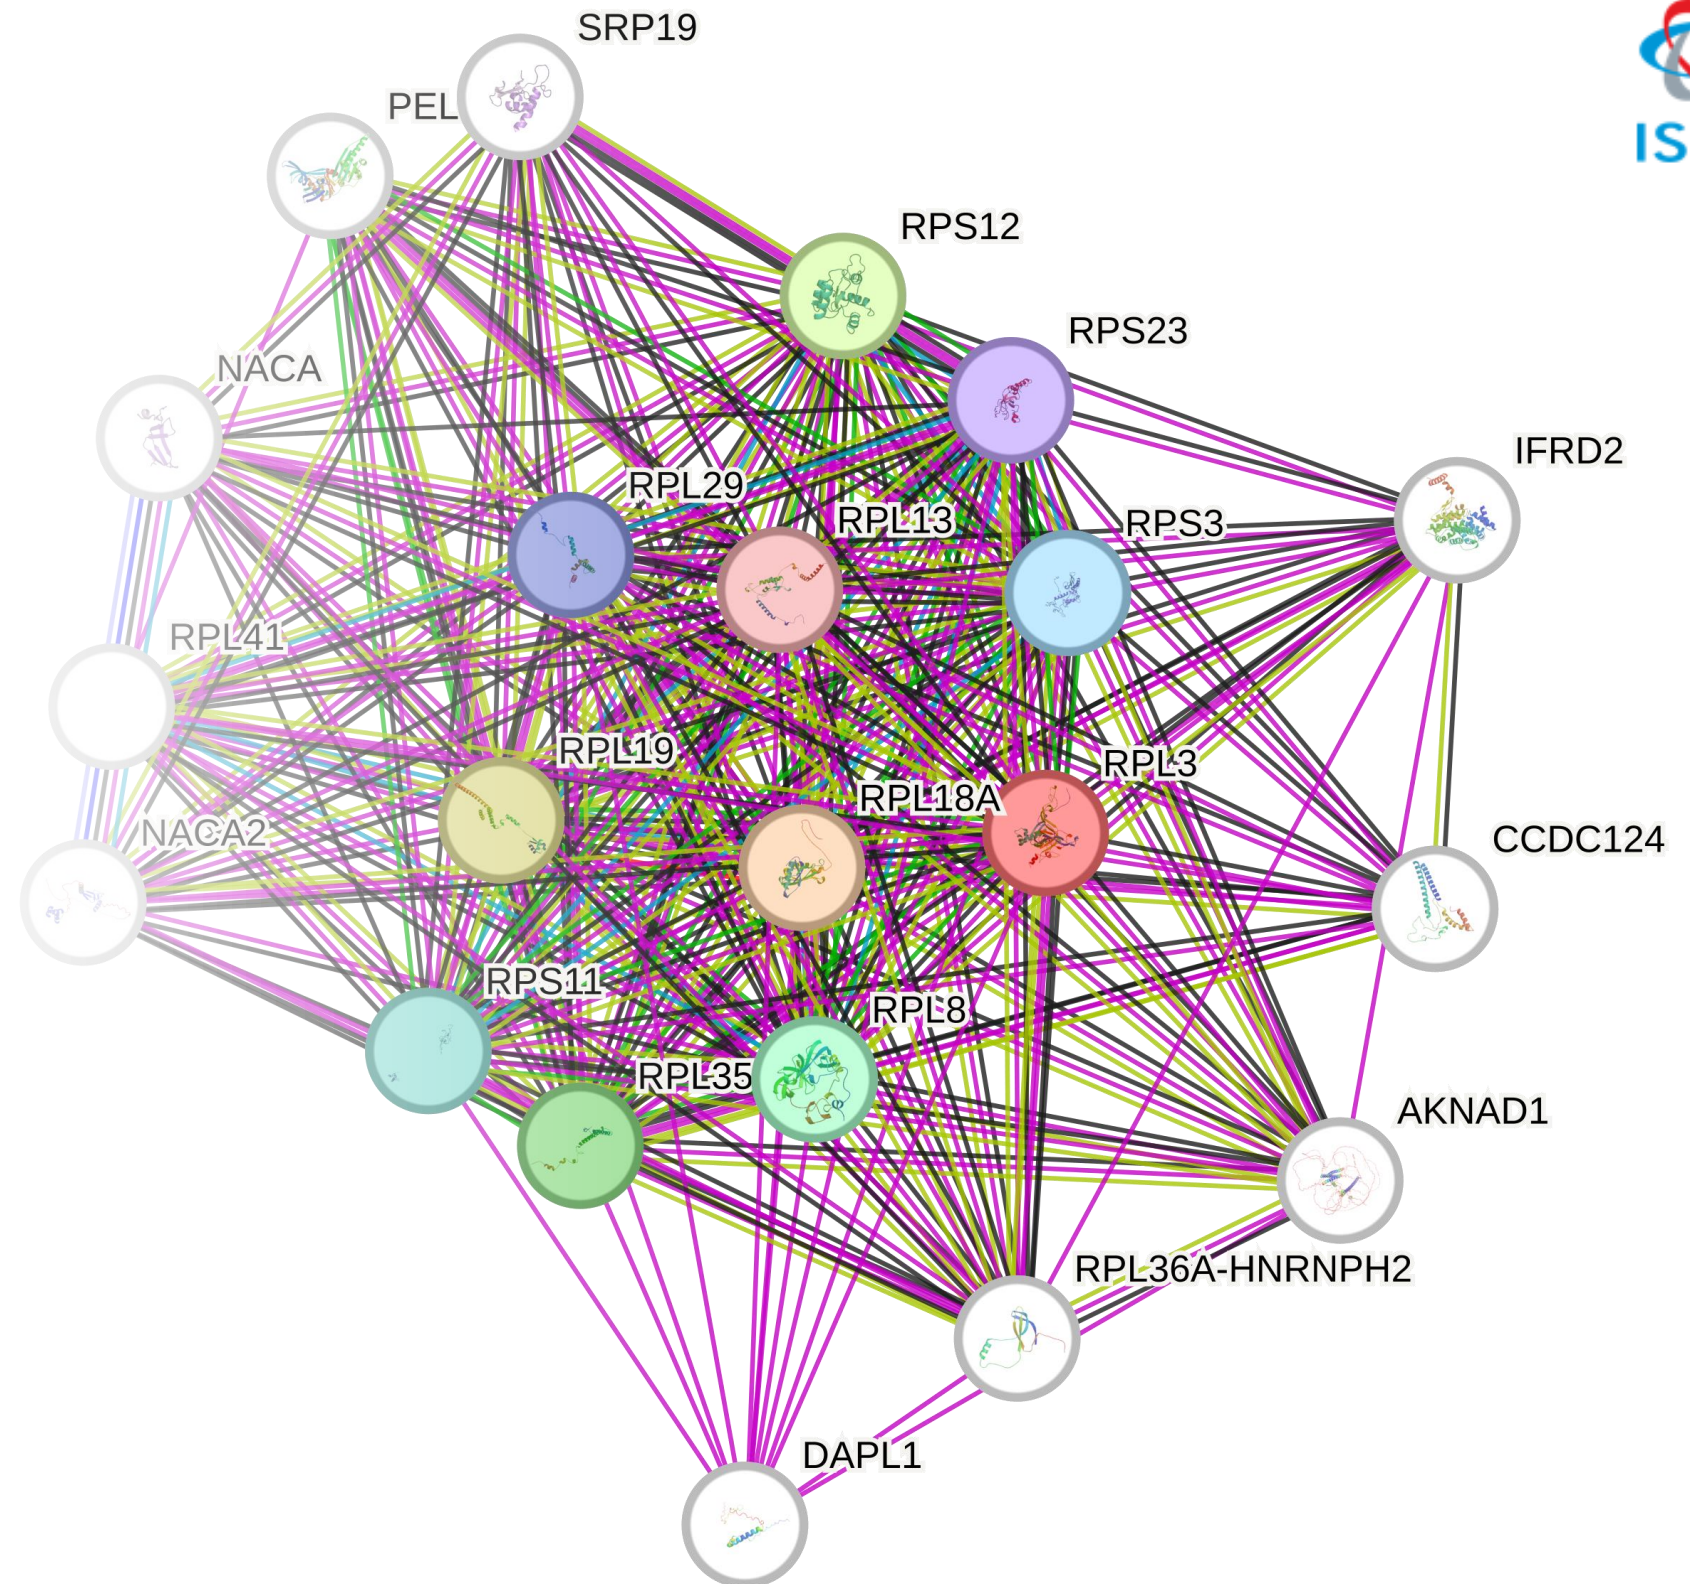 SRP19
PEL
RPS12
RPS23
NACA
IFRD2
RPL29
RPL13
RPS3
RPL41
RPL19
RPL3
RPL18A
NACA2
CCDC124
RPS11
RPL8
RPL35
AKNAD1
RPL36A-HNRNPH2
DAPL1
IS